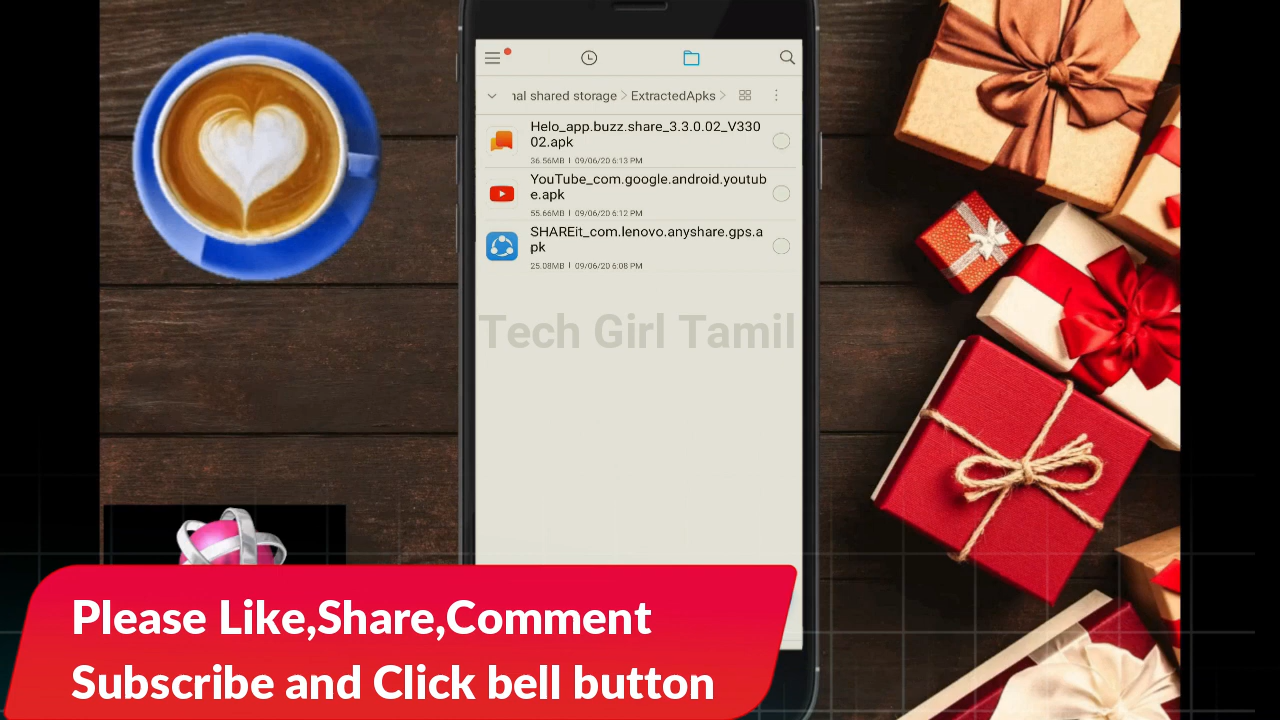 nal shared storage > ExtractedApks >
Helo_app.buzz.share_3.3.0.02_V330
02.apk
36.56MB | 09/06/20 6:13 PM
YouTube_com.google.android.youtub
e.apk
55.66MB | 09/06/20 6:12 PM
SHAREit_com.lenovo.anyshare.gps.a
pk
25.08MB | 09/06/20 6:08 PM
Tech Girl Tamil
Please Like,Share,Comment
Subscribe and Click bell button